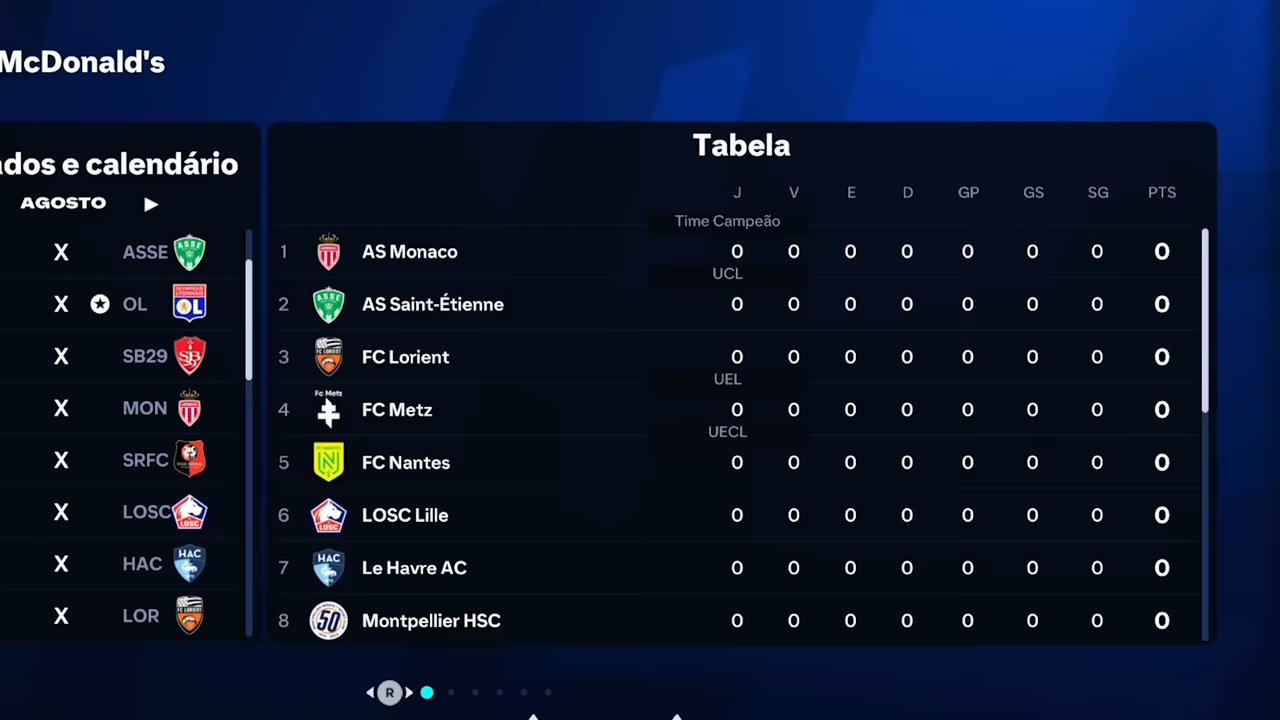 McDonald's
ados e calendário
AGOSTO
X ASSE
X OL
X SB29
X MON
X SRFC
X LOSC
X HAC
X LOR
Tabela
J V E D GP GS SG PTS
Time Campeão
1 AS Monaco 0 0 0 0 0 0 0 0
UCL
2 AS Saint-Étienne 0 0 0 0 0 0 0 0
3 FC Lorient 0 0 0 0 0 0 0 0
UEL
4 FC Metz 0 0 0 0 0 0 0 0
UECL
5 FC Nantes 0 0 0 0 0 0 0 0
6 LOSC Lille 0 0 0 0 0 0 0 0
7 Le Havre AC 0 0 0 0 0 0 0 0
8 Montpellier HSC 0 0 0 0 0 0 0 0
R